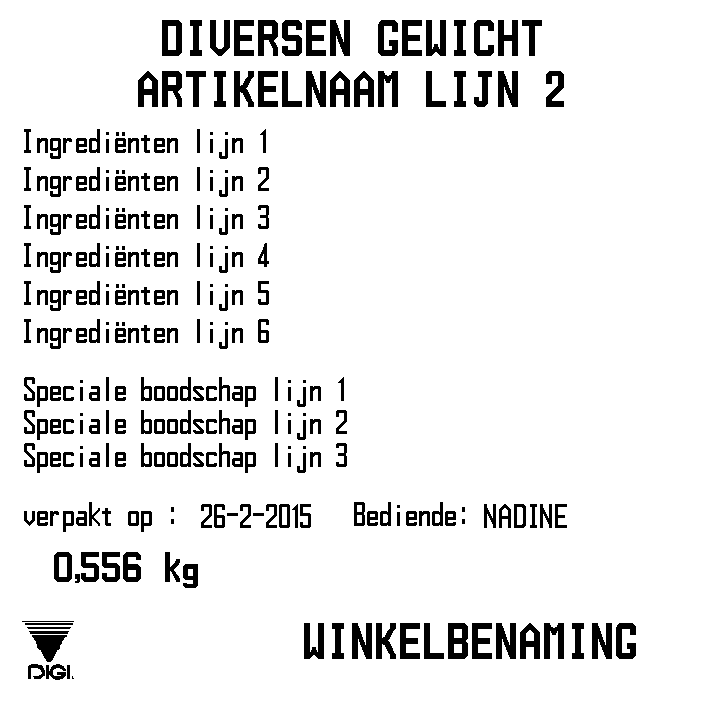 DIVERSEN GEWICHT
ARTIKELNAAM LIJN 2
Ingrediënten lijn 1
Ingrediënten lijn 2
Ingrediënten lijn 3
Ingrediënten lijn 4
Ingrediënten lijn 5
Ingrediënten lijn 6
Speciale boodschap lijn 1
Speciale boodschap lijn 2
Speciale boodschap lijn 3
verpakt op : 26-2-2015 Bediende: NADINE
0,556 kg
WINKELBENAMING
DIGI.